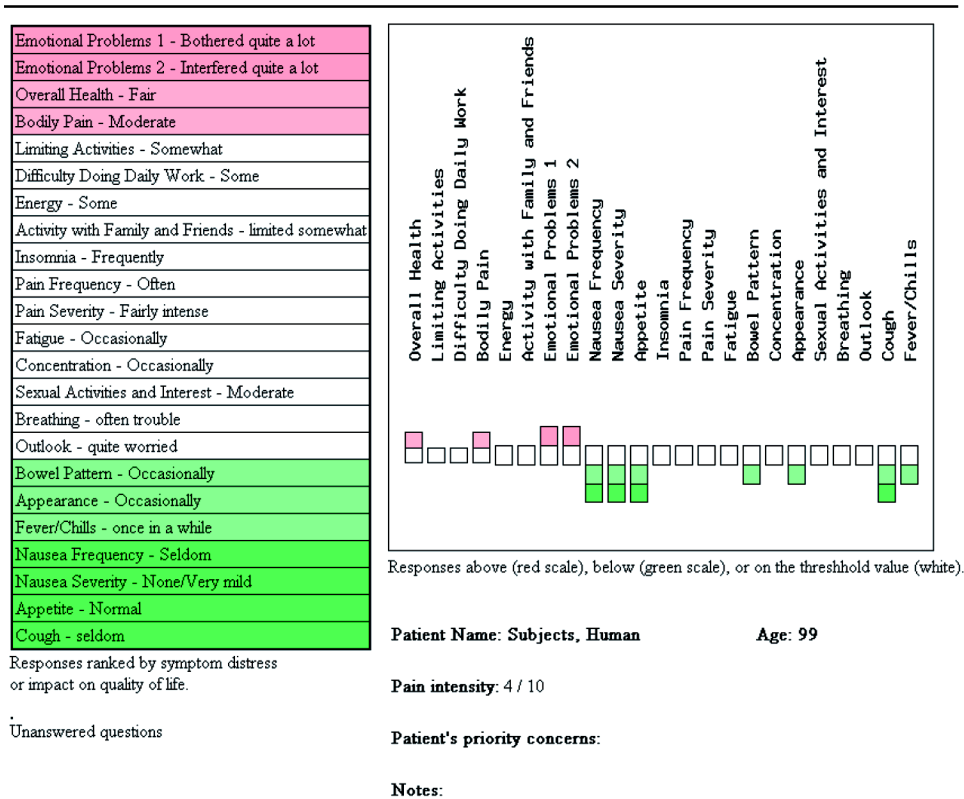 Emotional Problems 1 - Bothered quite a lot
Emotional Problems 2 - Interfered quite a lot
Overall Health - Fair
Bodily Pain - Moderate
Limiting Activities - Somewhat
Difficulty Doing Daily Work - Some
Energy - Some
Activity with Family and Friends - limited somewhat
Insomnia - Frequently
Pain Frequency - Often
Pain Severity - Fairly intense
Fatigue - Occasionally
Concentration - Occasionally
Sexual Activities and Interest - Moderate
Breathing - often trouble
Outlook - quite worried
Bowel Pattern - Occasionally
Appearance - Occasionally
Fever/Chills - once in a while
Nausea Frequency - Seldom
Nausea Severity - None/Very mild
Appetite - Normal
Cough - seldom
Responses ranked by symptom distress
or impact on quality of life.
.
Unanswered questions
Overall Health
Limiting Activities
Difficulty Doing Daily Work
Bodily Pain
Energy
Activity with Family and Friends
Emotional Problems 1
Emotional Problems 2
Nausea Frequency
Nausea Severity
Appetite
Insomnia
Pain Frequency
Pain Severity
Fatigue
Bowel Pattern
Concentration
Appearance
Sexual Activities and Interest
Breathing
Outlook
Cough
Fever/Chills
Responses above (red scale), below (green scale), or on the threshhold value (white).
Patient Name: Subjects, Human Age: 99
Pain intensity: 4 / 10
Patient's priority concerns:
Notes: